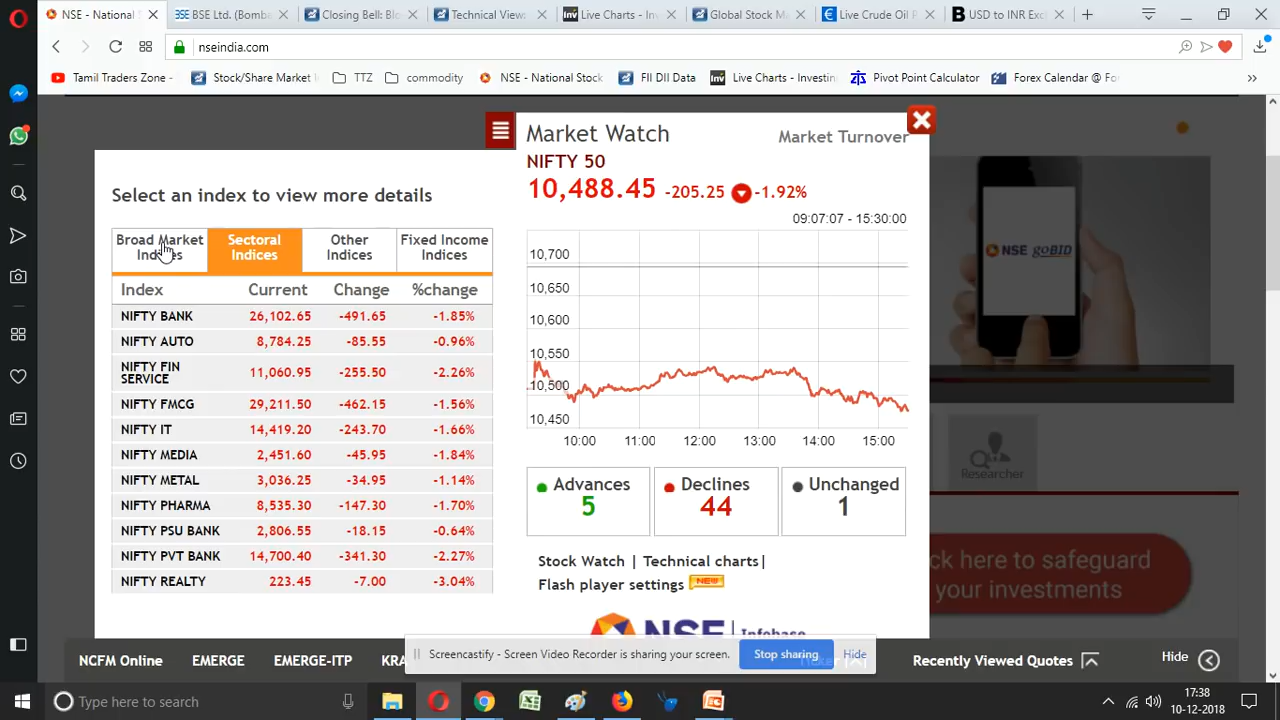 NSE - National S
BSE Ltd. (Bomba
Closing Bell: Blo
Technical View:
Live Charts - Inv
Global Stock M
Live Crude Oil P
USD to INR Exc
nseindia.com
Tamil Traders Zone -
Stock/Share Market
TTZ
commodity
NSE - National Stock
FII DII Data
Live Charts - Investin
Pivot Point Calculator
Forex Calendar @ Fo
Market Watch
Market Turnover
NIFTY 50
10,488.45 -205.25 -1.92%
09:07:07 - 15:30:00
Select an index to view more details
Broad Market Indices
Sectoral Indices
Other Indices
Fixed Income Indices
Index Current Change %change
NIFTY BANK 26,102.65 -491.65 -1.85%
NIFTY AUTO 8,784.25 -85.55 -0.96%
NIFTY FIN SERVICE 11,060.95 -255.50 -2.26%
NIFTY FMCG 29,211.50 -462.15 -1.56%
NIFTY IT 14,419.20 -243.70 -1.66%
NIFTY MEDIA 2,451.60 -45.95 -1.84%
NIFTY METAL 3,036.25 -34.95 -1.14%
NIFTY PHARMA 8,535.30 -147.30 -1.70%
NIFTY PSU BANK 2,806.55 -18.15 -0.64%
NIFTY PVT BANK 14,700.40 -341.30 -2.27%
NIFTY REALTY 223.45 -7.00 -3.04%
10,700
10,650
10,600
10,550
10,500
10,450
10:00 11:00 12:00 13:00 14:00 15:00
Advances
5
Declines
44
Unchanged
1
Stock Watch | Technical charts|
Flash player settings NEW
NSE Infobase
NSE goBID
Researcher
ck here to safeguard
your investments
Screencastify - Screen Video Recorder is sharing your screen.
Stop sharing
Hide
NCFM Online
EMERGE
EMERGE-ITP
KRA
Recently Viewed Quotes
Hide
Type here to search
17:38
10-12-2018